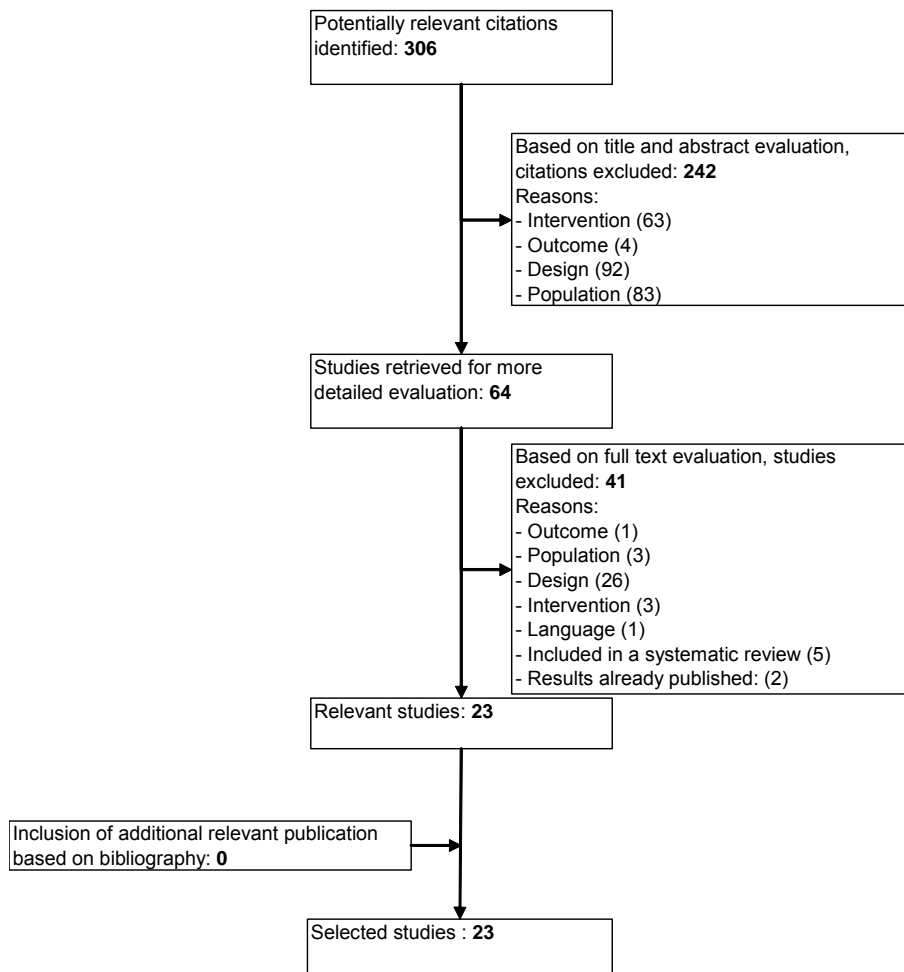 Potentially relevant citations
identified: 306
Based on title and abstract evaluation,
citations excluded: 242
Reasons:
- Intervention (63)
- Outcome (4)
- Design (92)
- Population (83)
Studies retrieved for more
detailed evaluation: 64
Based on full text evaluation, studies
excluded: 41
Reasons:
- Outcome (1)
- Population (3)
- Design (26)
- Intervention (3)
- Language (1)
- Included in a systematic review (5)
- Results already published: (2)
Relevant studies: 23
Inclusion of additional relevant publication
based on bibliography: 0
Selected studies : 23